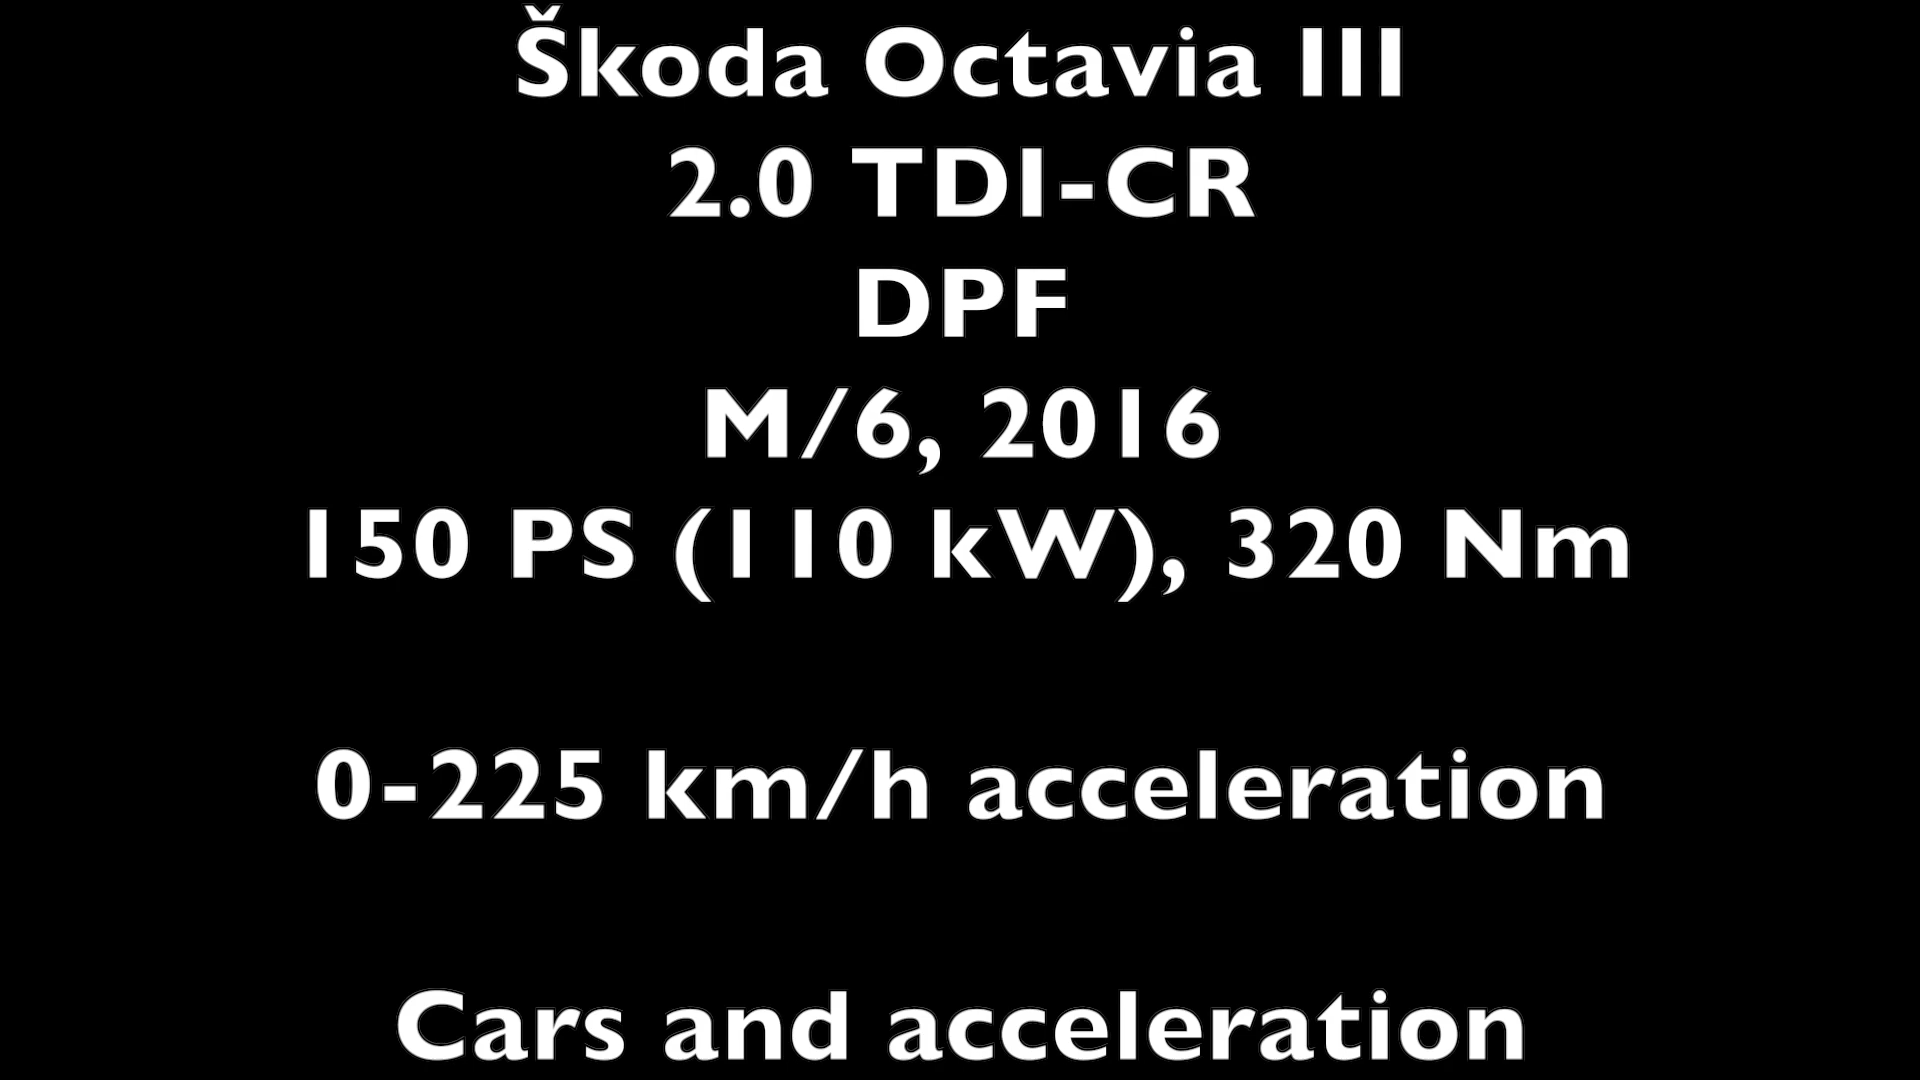 Škoda Octavia III
2.0 TDI-CR
DPF
M/6, 2016
150 PS (110 kW), 320 Nm
0-225 km/h acceleration
Cars and acceleration